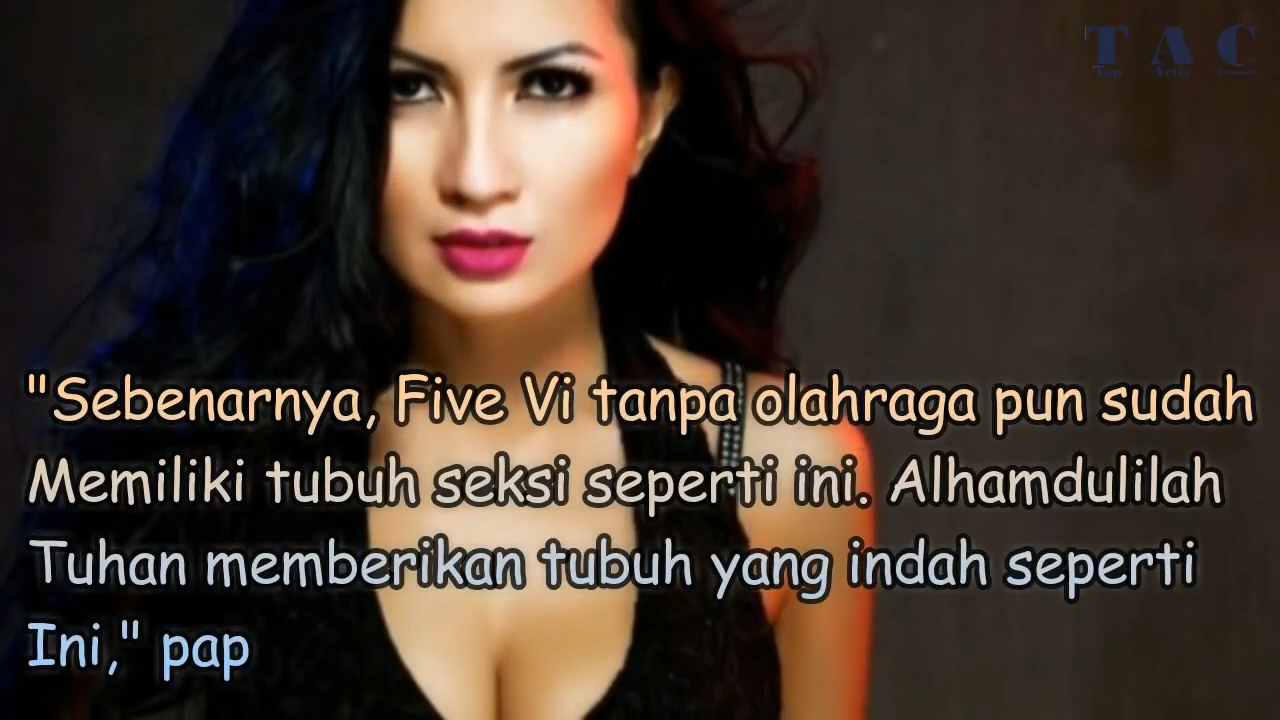 T A C
"Sebenarnya, Five Vi tanpa olahraga pun sudah
Memiliki tubuh seksi seperti ini. Alhamdulilah
Tuhan memberikan tubuh yang indah seperti
Ini," pap